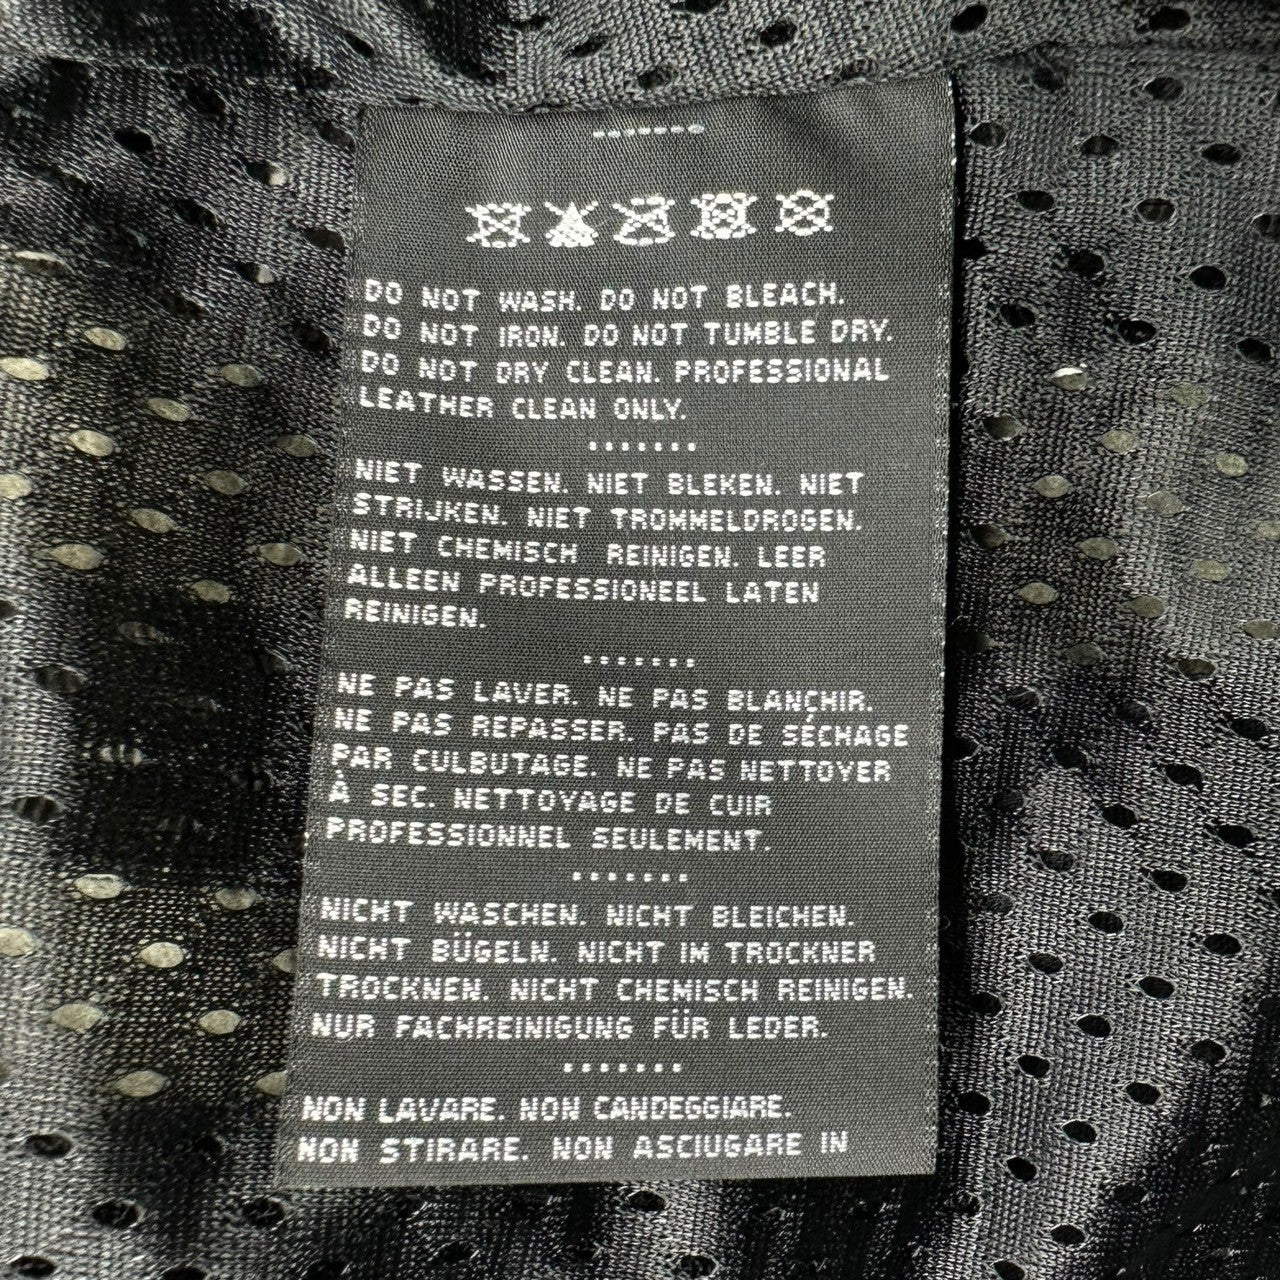 DO NOT WASH. DO NOT BLEACH.
DO NOT IRON. DO NOT TUMBLE DRY.
DO NOT DRY CLEAN. PROFESSIONAL
LEATHER CLEAN ONLY.
NIET WASSEN. NIET BLEKEN. NIET
STRIJKEN. NIET TROMMELDROGEN.
NIET CHEMISCH REINIGEN. LEER
ALLEEN PROFESSIONEEL LATEN
REINIGEN.
NE PAS LAVER. NE PAS BLANCHIR.
NE PAS REPASSER. PAS DE SÉCHAGE
PAR CULBUTAGE. NE PAS NETTOYER
À SEC. NETTOYAGE DE CUIR
PROFESSIONNEL SEULEMENT.
NICHT WASCHEN. NICHT BLEICHEN.
NICHT BÜGELN. NICHT IM TROCKNER
TROCKNEN. NICHT CHEMISCH REINIGEN.
NUR FACHREINIGUNG FÜR LEDER.
NON LAVARE. NON CANDEGGIARE.
NON STIRARE. NON ASCIUGARE IN